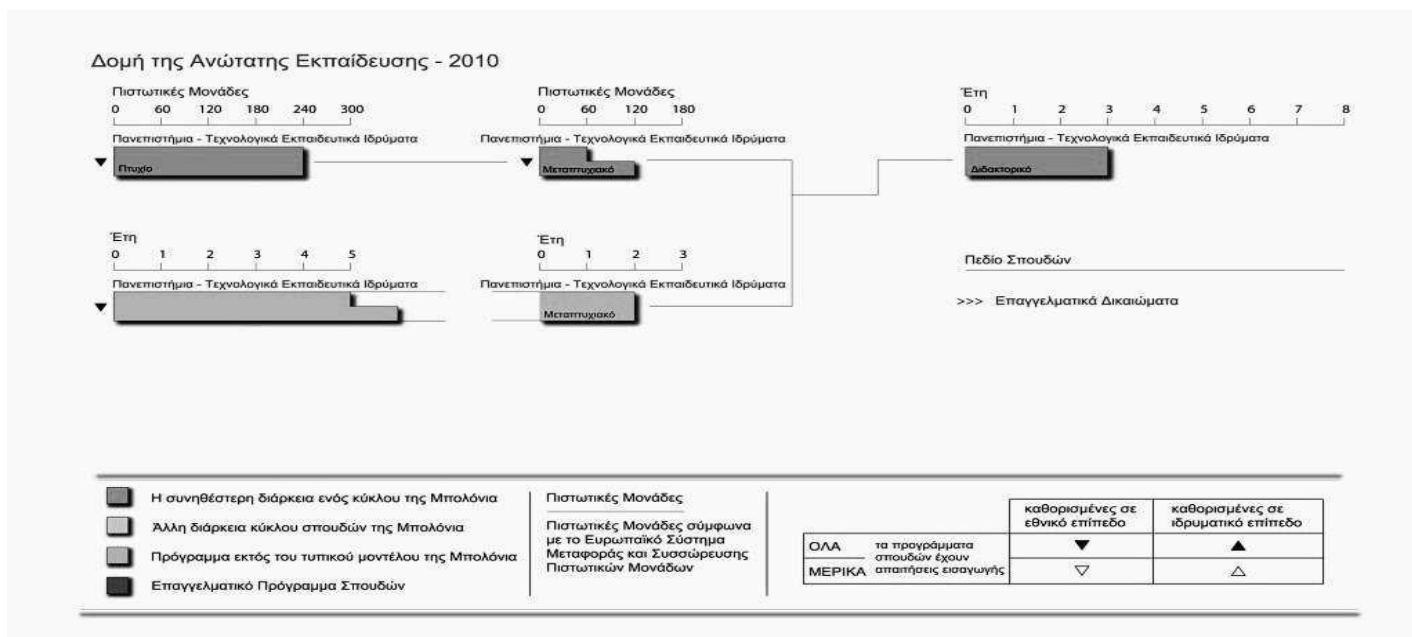 Δομή της Ανώτατης Εκπαίδευσης - 2010
Πιστωτικές Μονάδες
0 60 120 180 240 300
Πανεπιστήμια - Τεχνολογικά Εκπαιδευτικά Ιδρύματα
Πτυχίο
Πιστωτικές Μονάδες
0 60 120 180
Πανεπιστήμια - Τεχνολογικά Εκπαιδευτικά Ιδρύματα
Μεταπτυχιακό
Έτη
0 1 2 3 4 5 6 7 8
Πανεπιστήμια - Τεχνολογικά Εκπαιδευτικά Ιδρύματα
Διδακτορικό
Έτη
0 1 2 3 4 5
Πανεπιστήμια - Τεχνολογικά Εκπαιδευτικά Ιδρύματα
Έτη
0 1 2 3
Πανεπιστήμια - Τεχνολογικά Εκπαιδευτικά Ιδρύματα
Μεταπτυχιακό
Πεδίο Σπουδών
>>> Επαγγελματικά Δικαιώματα
Η συνηθέστερη διάρκεια ενός κύκλου της Μπολόνια
Άλλη διάρκεια κύκλου σπουδών της Μπολόνια
Πρόγραμμα εκτός του τυπικού μοντέλου της Μπολόνια
Επαγγελματικό Πρόγραμμα Σπουδών
Πιστωτικές Μονάδες
Πιστωτικές Μονάδες σύμφωνα
με το Ευρωπαϊκό Σύστημα
Μεταφοράς και Συσσώρευσης
Πιστωτικών Μονάδων
καθορισμένες σε
εθνικό επίπεδο
καθορισμένες σε
ιδρυματικό επίπεδο
ΟΛΑ
ΜΕΡΙΚΑ
τα προγράμματα
σπουδών έχουν
απαιτήσεις εισαγωγής